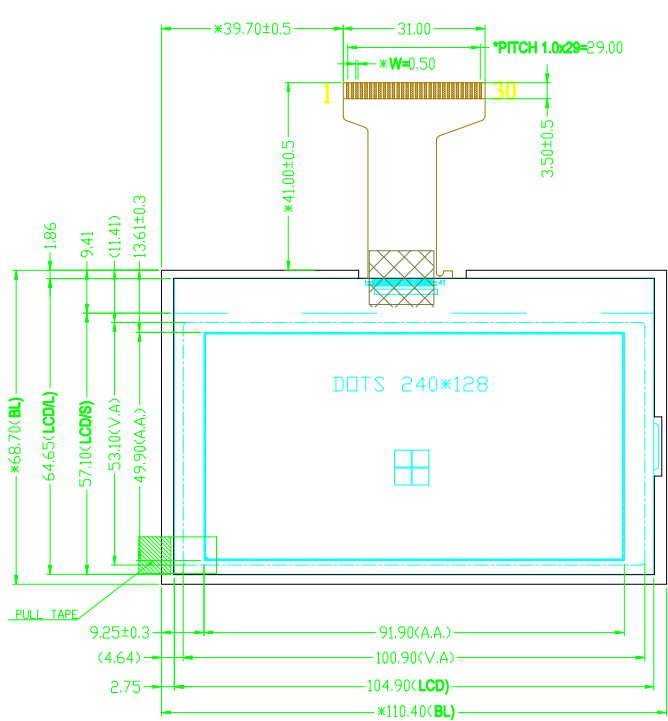 *39.70±0.5
31.00
*PITCH 1.0x29=29.00
*W=0.50
1
30
3.50±0.5
*41.00±0.5
1.86
9.41
(11.41)
13.61±0.3
*68.70(BL)
64.65(LCD/L)
57.10(LCD/S)
53.10(V.A)
49.90(A.A.)
DOTS 240*128
PULL TAPE
9.25±0.3
91.90(A.A.)
(4.64)
100.90(V.A)
2.75
104.90(LCD)
*110.40(BL)